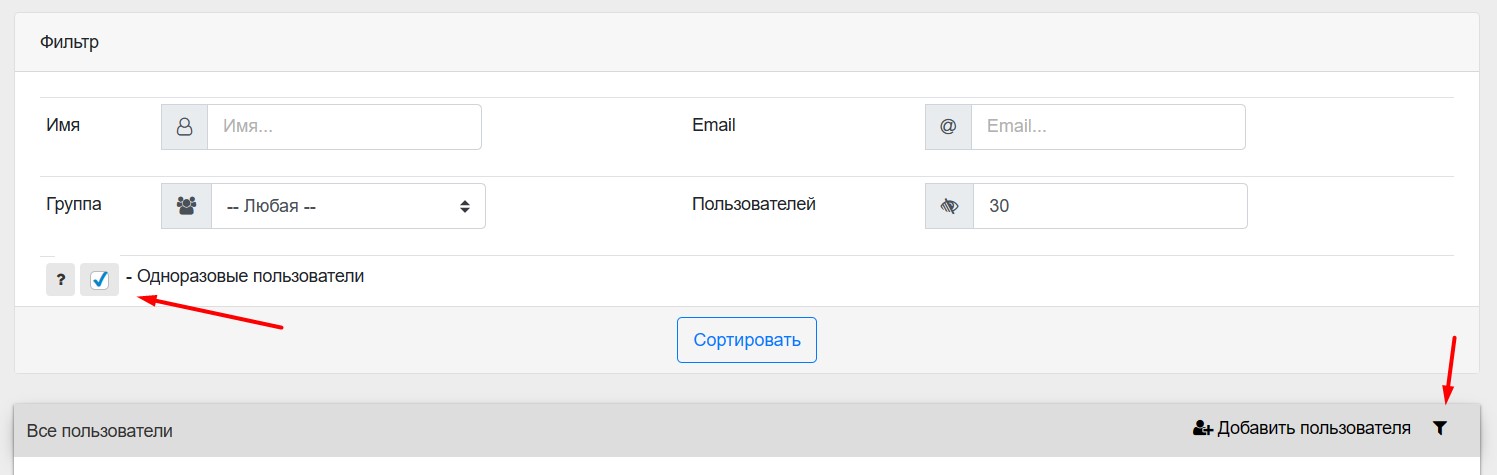 Фильтр
Имя Имя... Email @ Email...
Группа -- Любая -- Пользователей 30
? - Одноразовые пользователи
Сортировать
Все пользователи Добавить пользователя